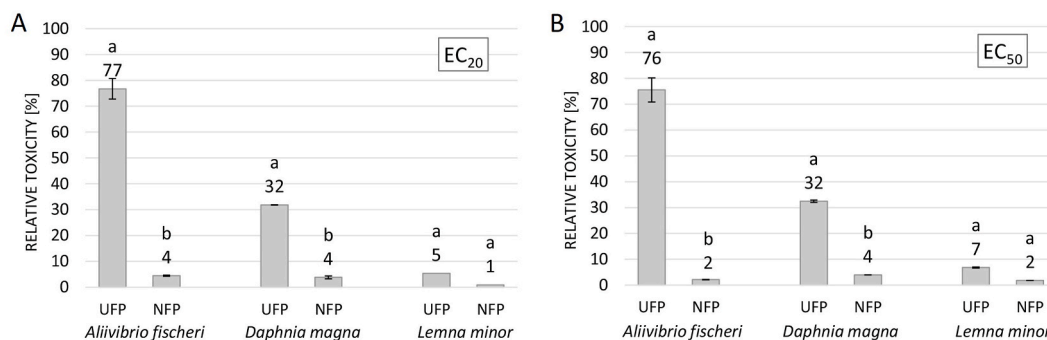 A
EC20
RELATIVE TOXICITY [%]
100
90
80
70
60
50
40
30
20
10
0
a
77
b
4
a
32
b
4
a
5
a
1
UFP NFP UFP NFP UFP NFP
Aliivibrio fischeri Daphnia magna Lemna minor
B
EC50
RELATIVE TOXICITY [%]
100
90
80
70
60
50
40
30
20
10
0
a
76
b
2
a
32
b
4
a
7
a
2
UFP NFP UFP NFP UFP NFP
Aliivibrio fischeri Daphnia magna Lemna minor